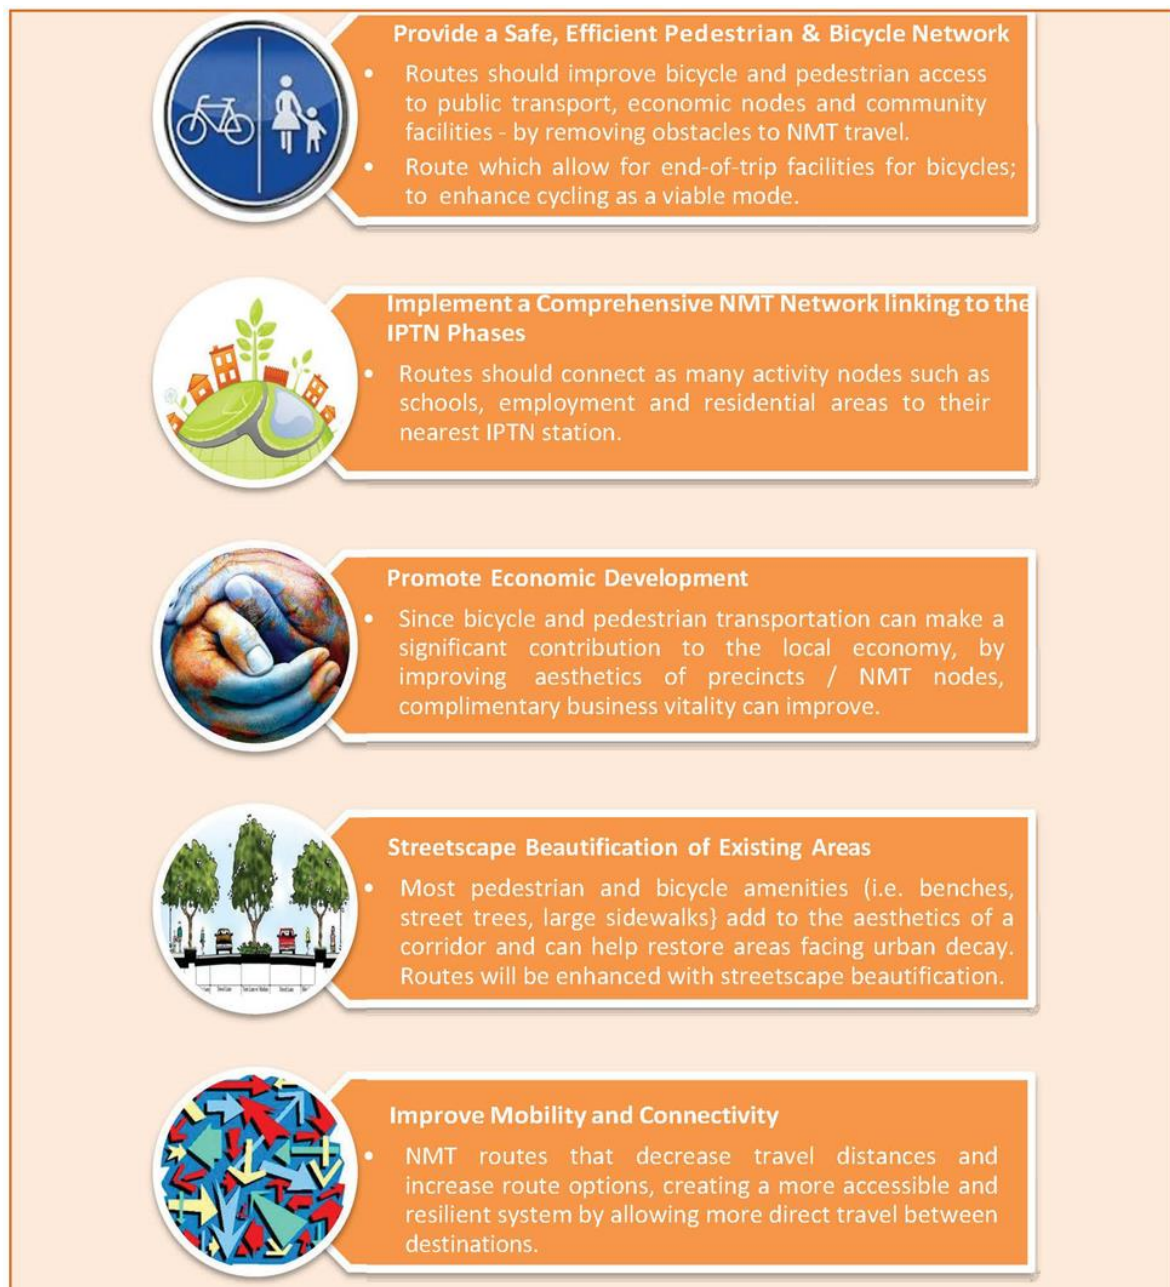 Provide a Safe, Efficient Pedestrian & Bicycle Network
• Routes should improve bicycle and pedestrian access
to public transport, economic nodes and community
facilities - by removing obstacles to NMT travel.
• Route which allow for end-of-trip facilities for bicycles;
to enhance cycling as a viable mode.
Implement a Comprehensive NMT Network linking to the
IPTN Phases
• Routes should connect as many activity nodes such as
schools, employment and residential areas to their
nearest IPTN station.
Promote Economic Development
• Since bicycle and pedestrian transportation can make a
significant contribution to the local economy, by
improving aesthetics of precincts / NMT nodes,
complimentary business vitality can improve.
Streetscape Beautification of Existing Areas
• Most pedestrian and bicycle amenities (i.e. benches,
street trees, large sidewalks} add to the aesthetics of a
corridor and can help restore areas facing urban decay.
Routes will be enhanced with streetscape beautification.
Improve Mobility and Connectivity
• NMT routes that decrease travel distances and
increase route options, creating a more accessible and
resilient system by allowing more direct travel between
destinations.